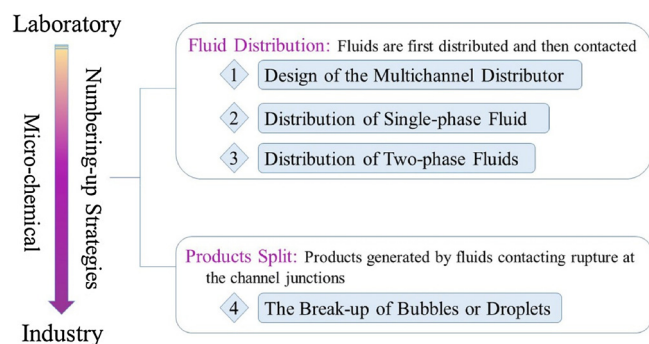 Laboratory
Micro-chemical
Numbering-up Strategies
Industry
Fluid Distribution: Fluids are first distributed and then contacted
1 Design of the Multichannel Distributor
2 Distribution of Single-phase Fluid
3 Distribution of Two-phase Fluids
Products Split: Products generated by fluids contacting rupture at
the channel junctions
4 The Break-up of Bubbles or Droplets